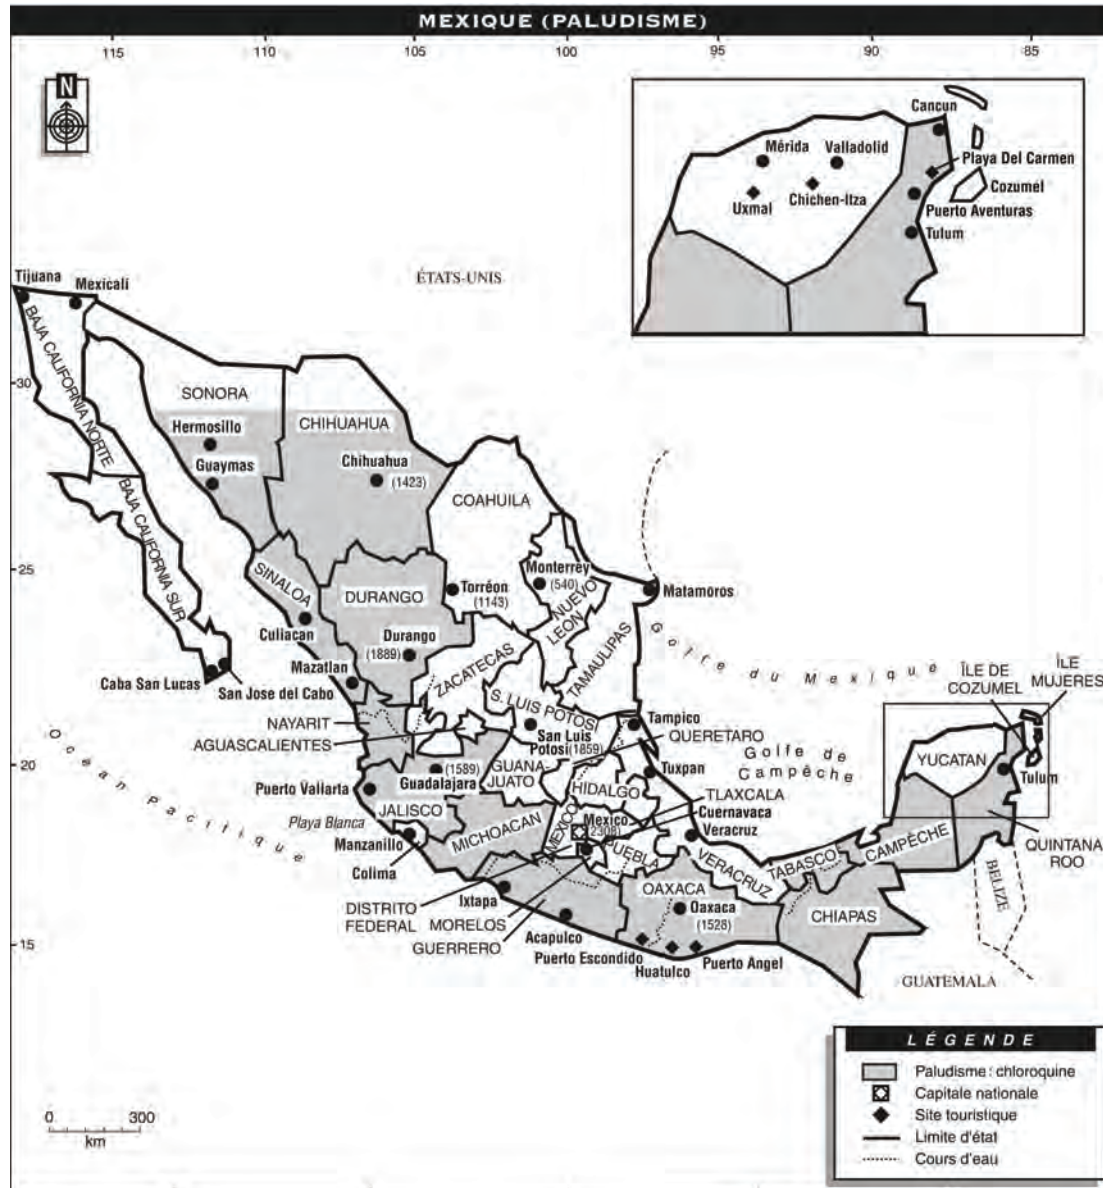 MEXIQUE (PALUDISME)
115
110
105
100
95
90
85
N
Cancun
Mérida
Valladolid
Playa Del Carmen
Uxmal
Chichen-Itza
Cozumel
Puerto Aventuras
Tulum
Tijuana
Mexicali
ÉTATS-UNIS
BAJA CALIFORNIA NORTE
30
SONORA
Hermosillo
CHIHUAHUA
Guaymas
Chihuahua
(1423)
BAJA CALIFORNIA SUR
COAHUILA
25
SINALOA
DURANGO
Torréon
(1143)
Monterrey
(540)
NUEVO
LEON
Matamoros
Culiacan
Durango
(1889)
TAMAULIPAS
Golfe du Mexique
Mazatlan
ZACATECAS
Caba San Lucas
San Jose del Cabo
ÎLE DE
COZUMEL
ÎLE
MUJERES
NAYARIT
S. LUIS POTOSI
Tampico
AGUASCALIENTES
San Luis
Potosi (1859)
QUERETARO
Océan Pacifique
Golfe de
Campêche
YUCATAN
20
(1589)
Guadalajara
GUANA-
JUATO
Tuxpan
Tulum
Puerto Vallarta
HIDALGO
TLAXCALA
JALISCO
Playa Blanca
MICHOACAN
MEXICO
Mexico
(2308)
Cuernavaca
Veracruz
Manzanillo
Colima
PUEBLA
VERACRUZ
TABASCO
CAMPÊCHE
QUINTANA
ROO
BELIZE
Ixtapa
OAXACA
Oaxaca
(1528)
CHIAPAS
DISTRITO
FEDERAL
MORELOS
GUERRERO
Acapulco
15
Puerto Escondido
Huatulco
Puerto Angel
GUATEMALA
LÉGENDE
Paludisme : chloroquine
Capitale nationale
Site touristique
Limite d'état
Cours d'eau
0 300
km